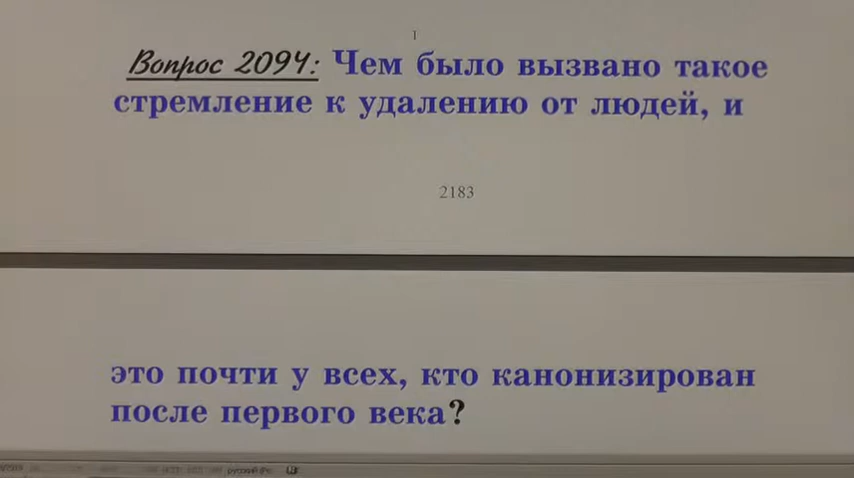 Вопрос 2094: Чем было вызвано такое
стремление к удалению от людей, и
2183
это почти у всех, кто канонизирован
после первого века?